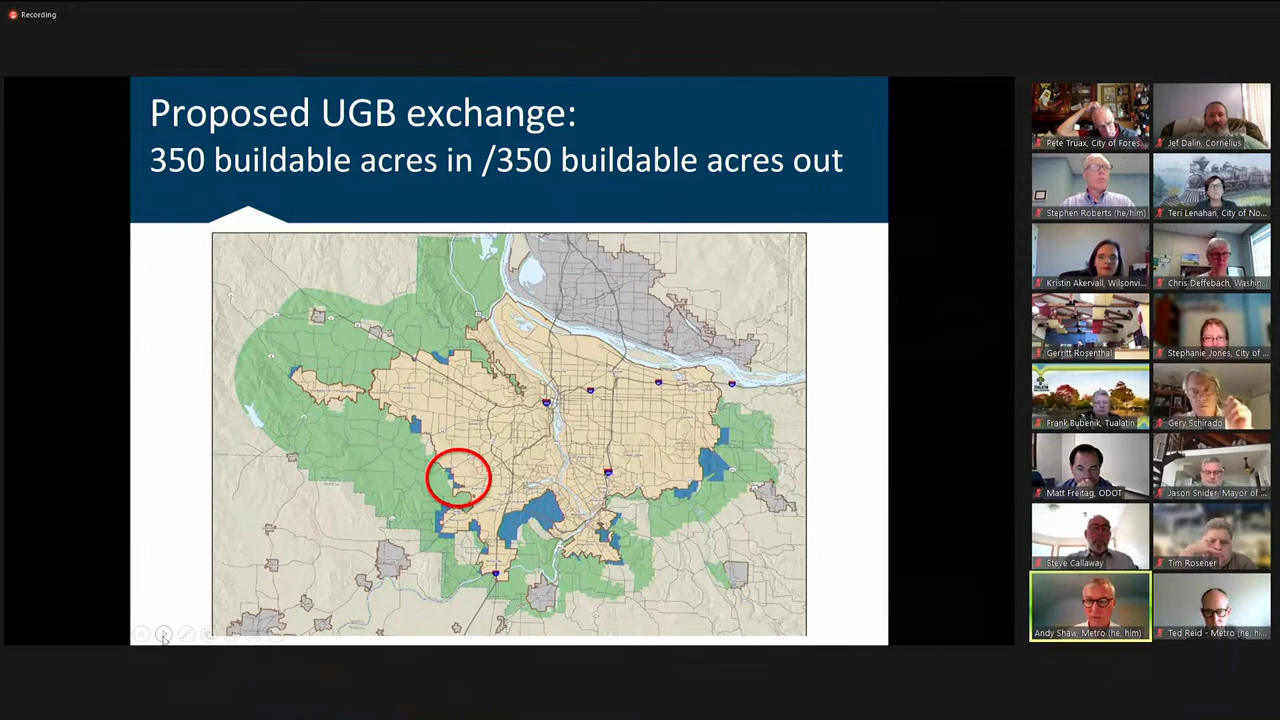 Recording
Proposed UGB exchange:
350 buildable acres in /350 buildable acres out
Pete Truax, City of Fores...
Jef Dalin, Cornelius
Stephen Roberts (he/him)
Teri Lenahan, City of No...
Kristin Akervall, Wilsonvi...
Chris Deffebach, Washin...
Gerritt Rosenthal
Stephanie Jones, City of ...
TUALATIN
Frank Bubenik, Tualatin
Gery Schirado
Matt Freitag, ODOT
Jason Snider, Mayor of ...
Steve Callaway
Tim Rosener
Andy Shaw, Metro (he, him)
Ted Reid - Metro (he, hi...